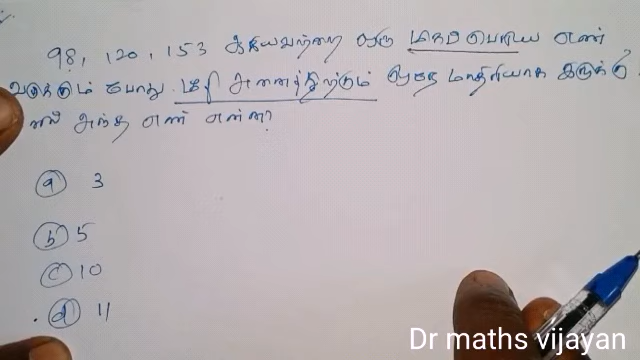 98, 120, 153 ஆகியவற்றை ஒரு மிகப் பெரிய எண்
வகுக்கும் போது மீதி அனைத்திற்கும் ஒரே மாதிரியாக இருக்கு
எனில் அந்த எண் என்ன?
a 3
b 5
c 10
d 11
Dr maths vijayan